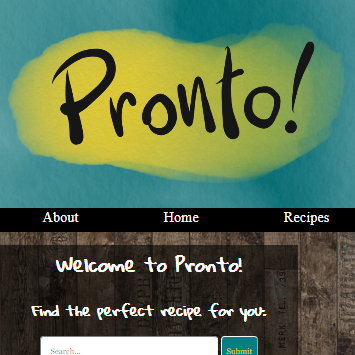 Pronto!
About Home Recipes
Welcome to Pronto!
Find the perfect recipe for you:
Search... Submit